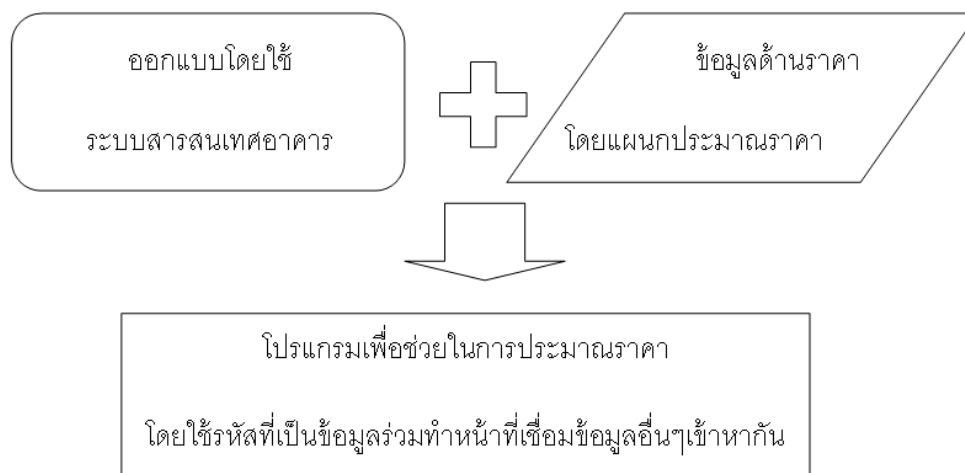 ออกแบบโดยใช้
ระบบสารสนเทศอาคาร
ข้อมูลด้านราคา
โดยแผนกประมาณราคา
โปรแกรมเพื่อช่วยในการประมาณราคา
โดยใช้รหัสที่เป็นข้อมูลร่วมทำหน้าที่เชื่อมข้อมูลอื่นๆเข้าหากัน